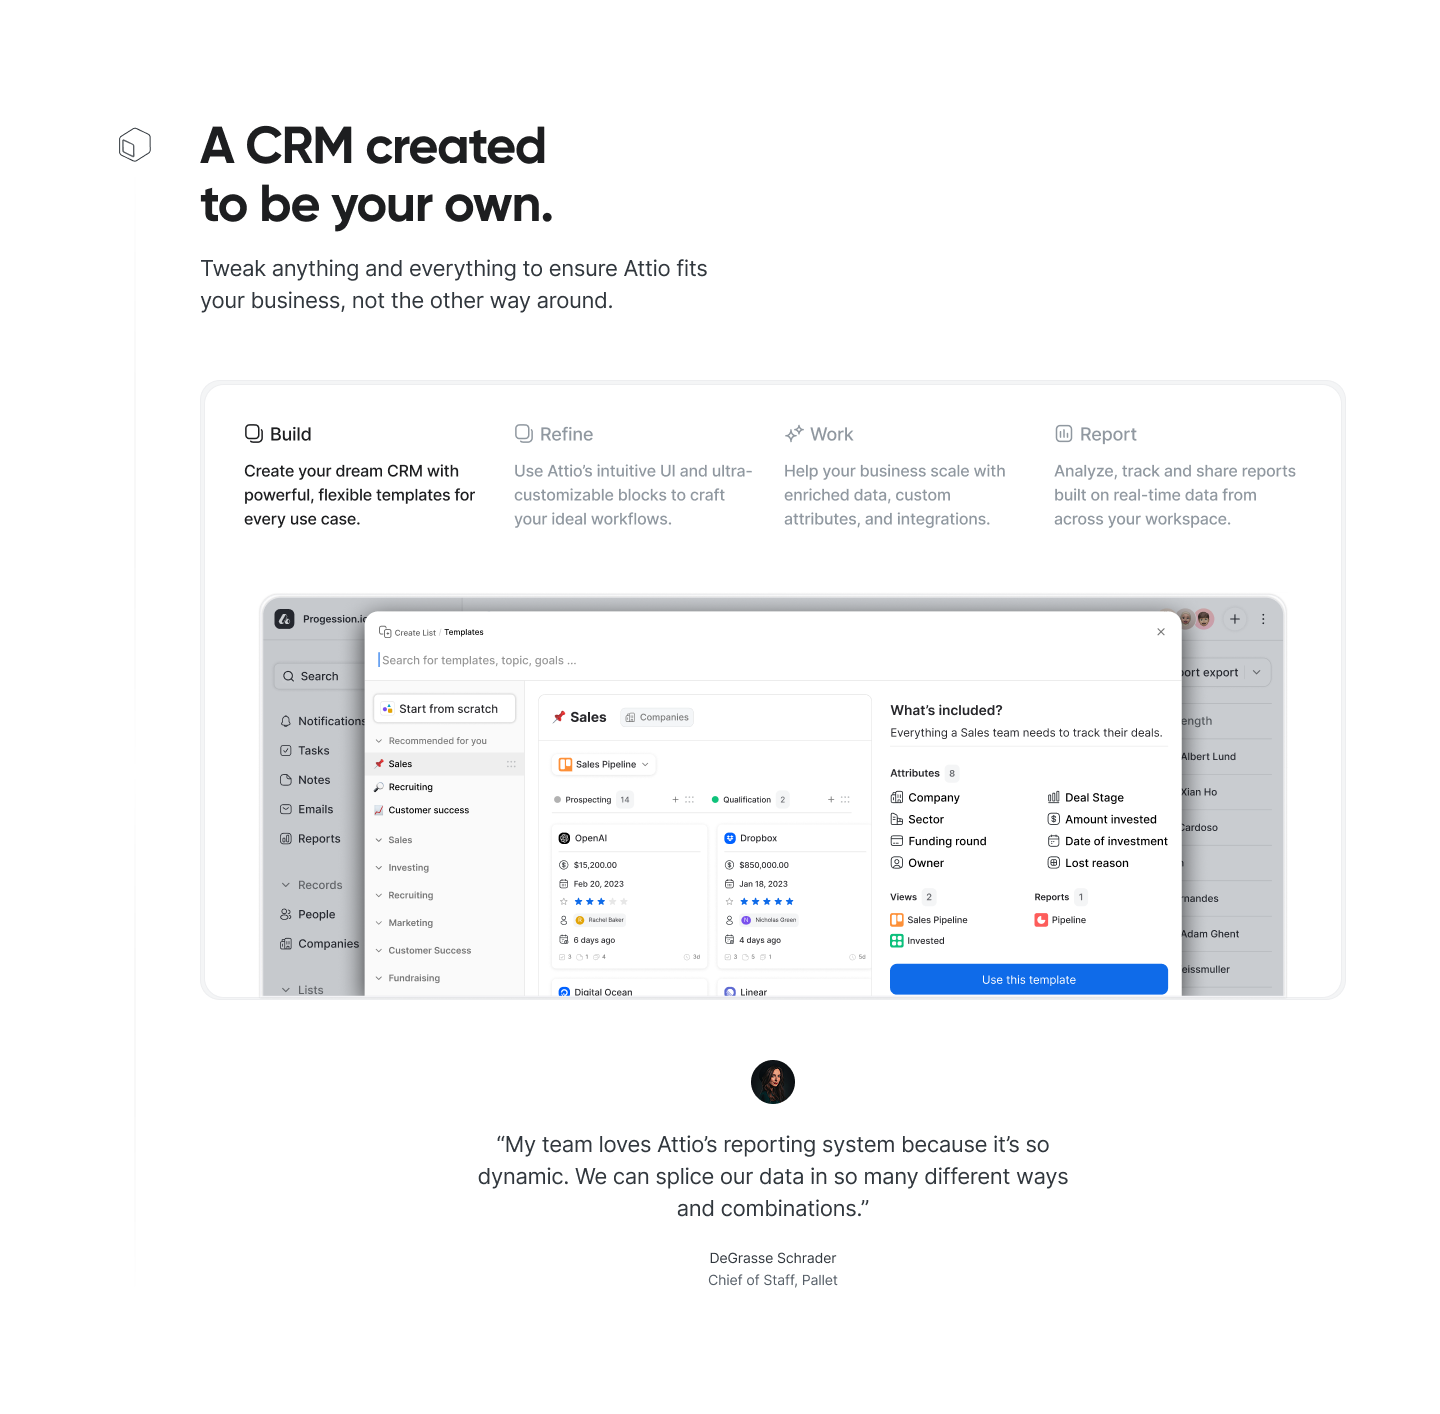 A CRM created
to be your own.
Tweak anything and everything to ensure Attio fits
your business, not the other way around.
Build
Create your dream CRM with
powerful, flexible templates for
every use case.
Refine
Use Attio’s intuitive UI and ultra-
customizable blocks to craft
your ideal workflows.
Work
Help your business scale with
enriched data, custom
attributes, and integrations.
Report
Analyze, track and share reports
built on real-time data from
across your workspace.
Progession.io
Search
Notifications
Tasks
Notes
Emails
Reports
Records
People
Companies
Lists
Create List / Templates
Search for templates, topic, goals ...
Start from scratch
Recommended for you
Sales
Recruiting
Customer success
Sales
Investing
Recruiting
Marketing
Customer Success
Fundraising
Sales
Companies
Sales Pipeline
Prospecting 14
OpenAI
$15,200.00
Feb 20, 2023
Rachel Baker
6 days ago
3 1 4 3d
Digital Ocean
Qualification 2
Dropbox
$850,000.00
Jan 18, 2023
Nicholas Green
4 days ago
3 5 1 5d
Linear
What’s included?
Everything a Sales team needs to track their deals.
Attributes 8
Company
Sector
Funding round
Owner
Deal Stage
Amount invested
Date of investment
Lost reason
Views 2
Sales Pipeline
Invested
Reports 1
Pipeline
Use this template
ort export
ength
Albert Lund
Xian Ho
Cardoso
rnandes
Adam Ghent
eissmuller
“My team loves Attio’s reporting system because it’s so
dynamic. We can splice our data in so many different ways
and combinations.”
DeGrasse Schrader
Chief of Staff, Pallet